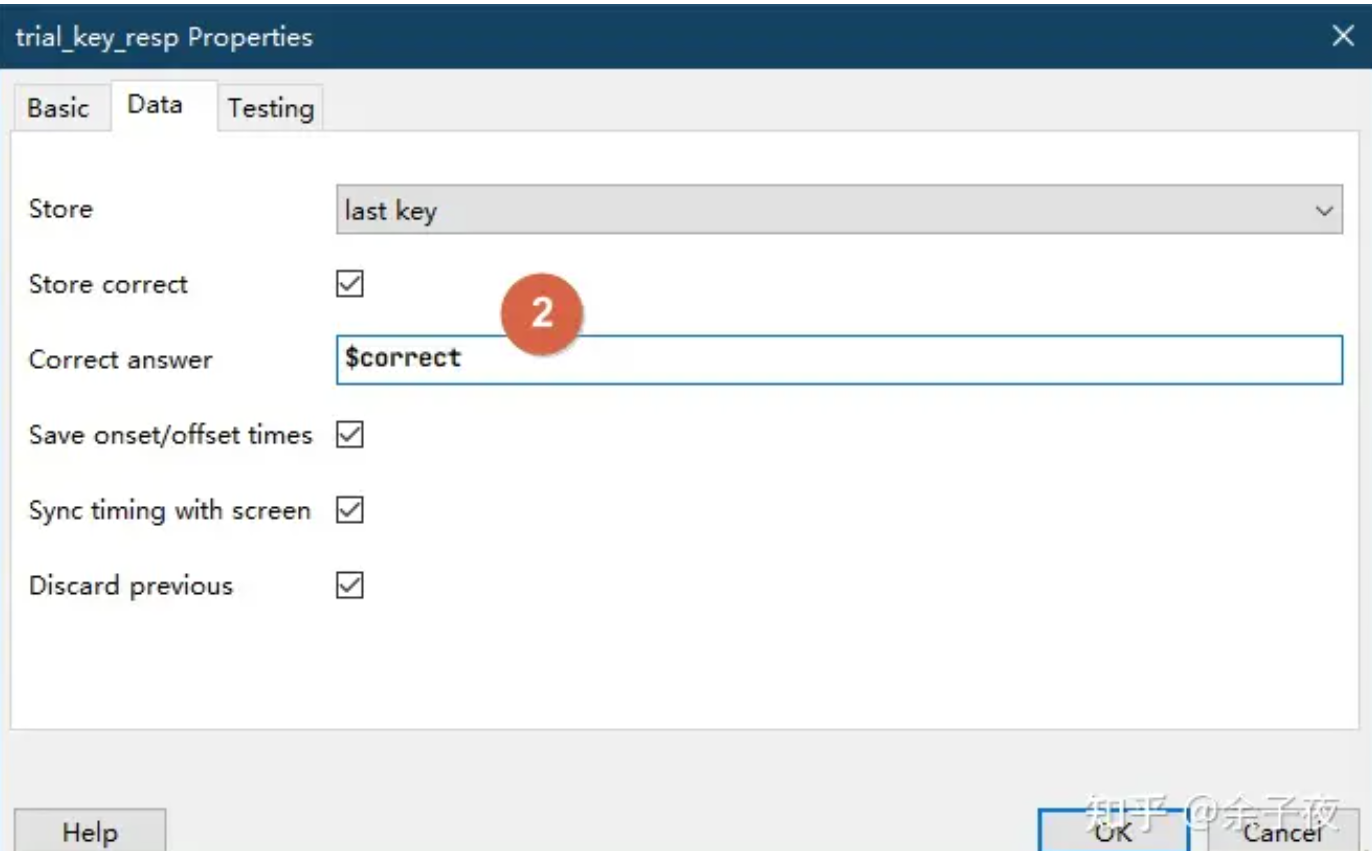 trial_key_resp Properties
Basic Data Testing
Store last key
Store correct
2
Correct answer $correct
Save onset/offset times
Sync timing with screen
Discard previous
知乎 @余子夜
Help OK Cancel